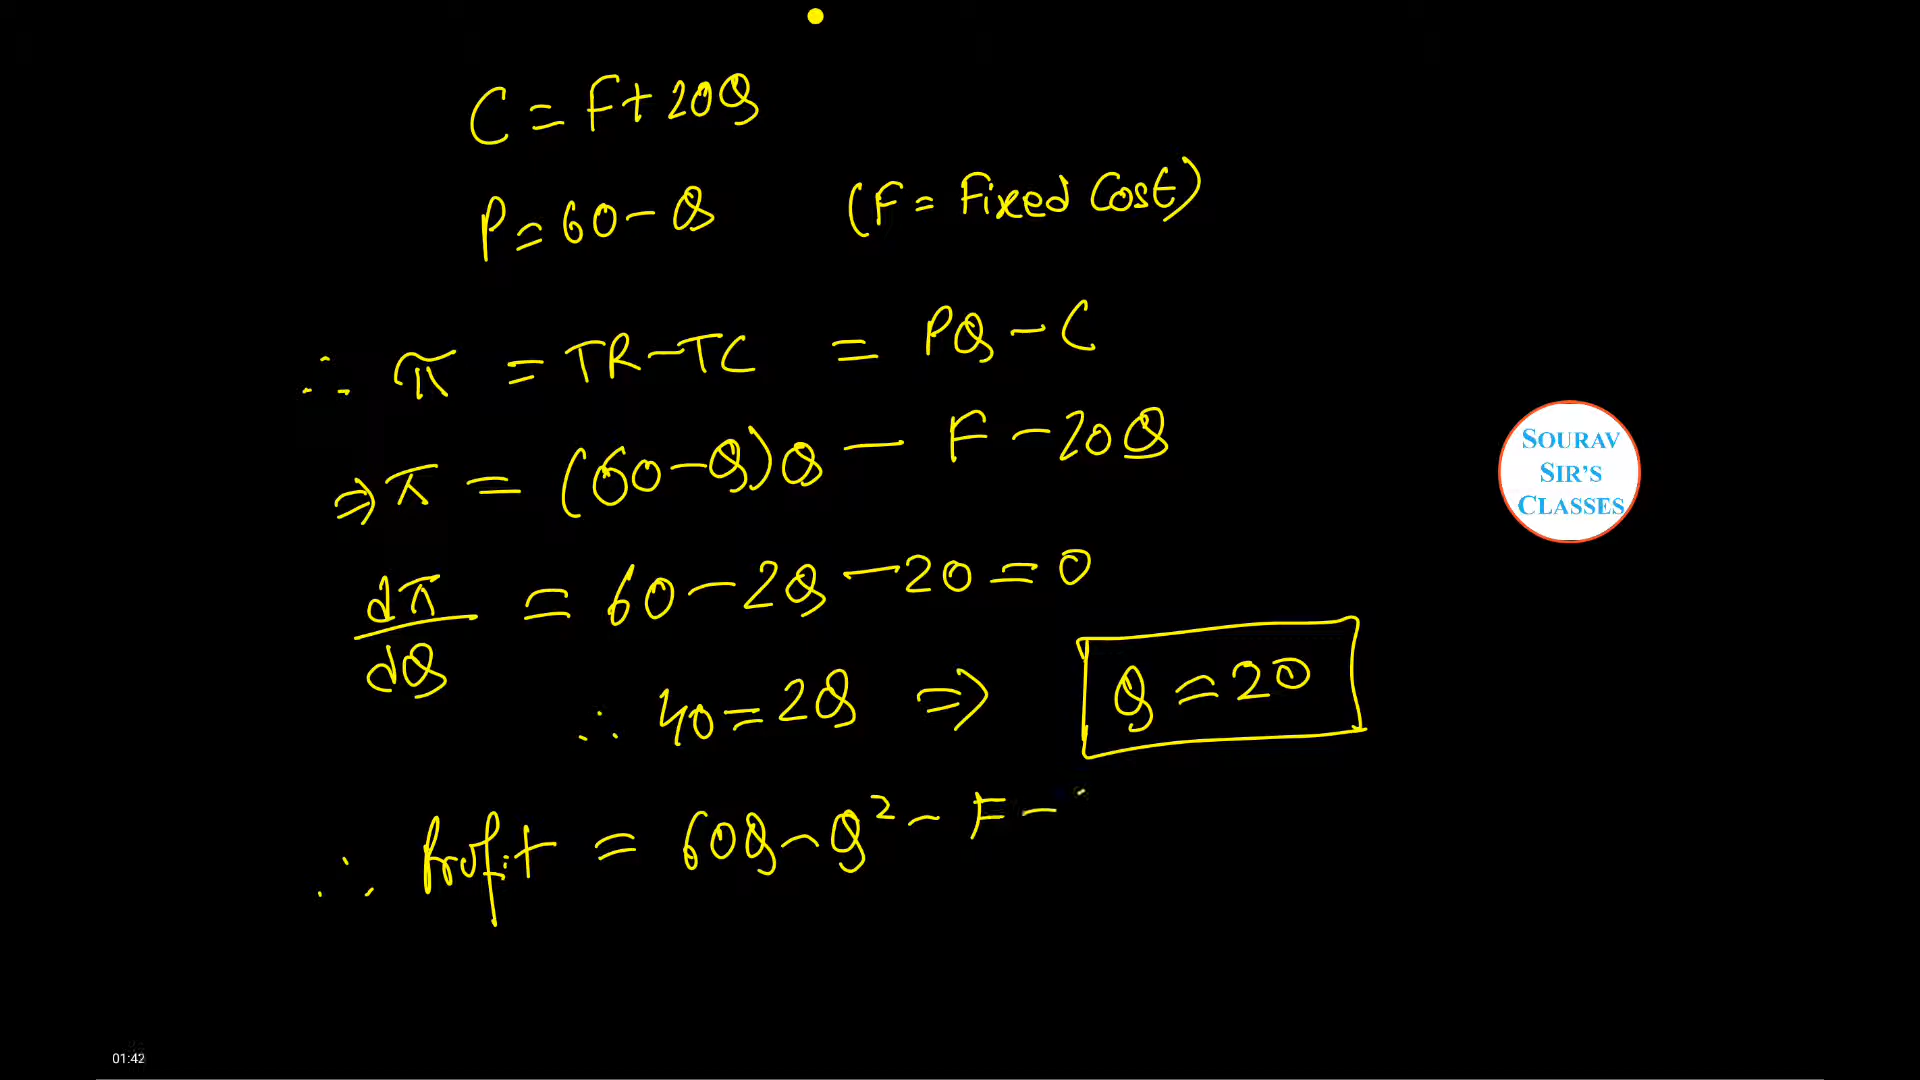 C = F + 20Q
P = 60 - Q (F = Fixed Cost)
∴ π = TR - TC = PQ - C
⇒ π = (60 - Q)Q - F - 20Q
dπ/dQ = 60 - 2Q - 20 = 0
∴ 40 = 2Q ⇒ Q = 20
∴ Profit = 60Q - Q² - F -
SOURAV
SIR'S
CLASSES
01:42